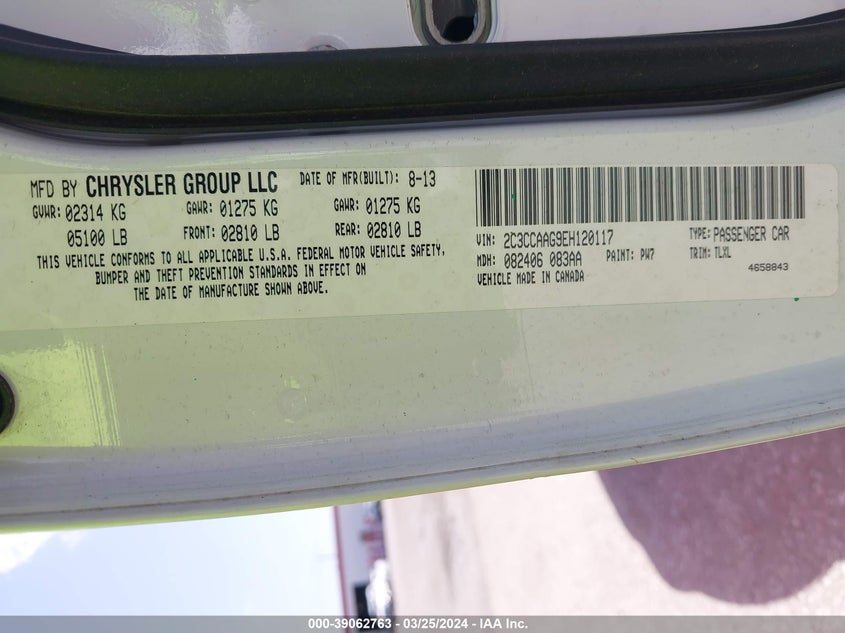 MFD BY CHRYSLER GROUP LLC DATE OF MFR(BUILT): 8-13
GVWR: 02314 KG GAWR: 01275 KG GAWR: 01275 KG
05100 LB FRONT: 02810 LB REAR: 02810 LB
THIS VEHICLE CONFORMS TO ALL APPLICABLE U.S.A. FEDERAL MOTOR VEHICLE SAFETY,
BUMPER AND THEFT PREVENTION STANDARDS IN EFFECT ON
THE DATE OF MANUFACTURE SHOWN ABOVE.
VIN: 2C3CCAAG9EH120117 TYPE: PASSENGER CAR
MDH: 082406 083AA PAINT: PW7 TRIM: TLXL
VEHICLE MADE IN CANADA 4658843
000-39062763 - 03/25/2024 - IAA Inc.